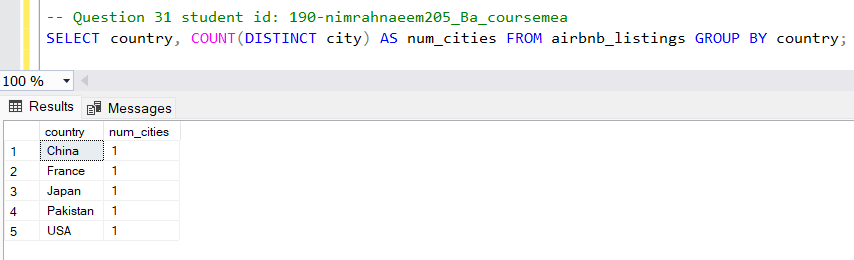 -- Question 31 student id: 190-nimrahnaeem205_Ba_coursemea
SELECT country, COUNT(DISTINCT city) AS num_cities FROM airbnb_listings GROUP BY country;
100 %
Results Messages
country num_cities
1 China 1
2 France 1
3 Japan 1
4 Pakistan 1
5 USA 1